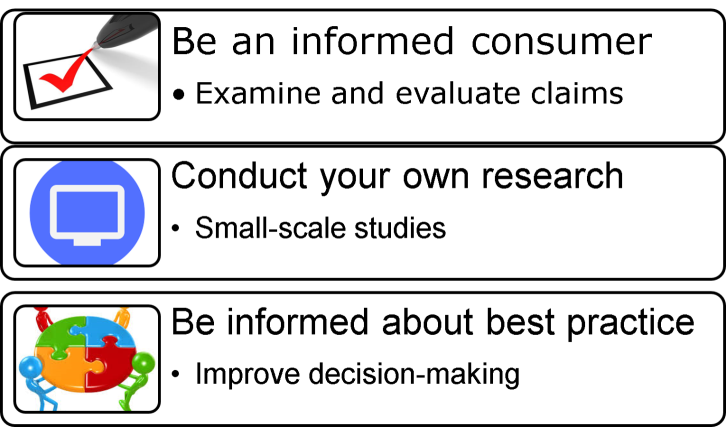 Be an informed consumer
• Examine and evaluate claims
Conduct your own research
• Small-scale studies
Be informed about best practice
• Improve decision-making